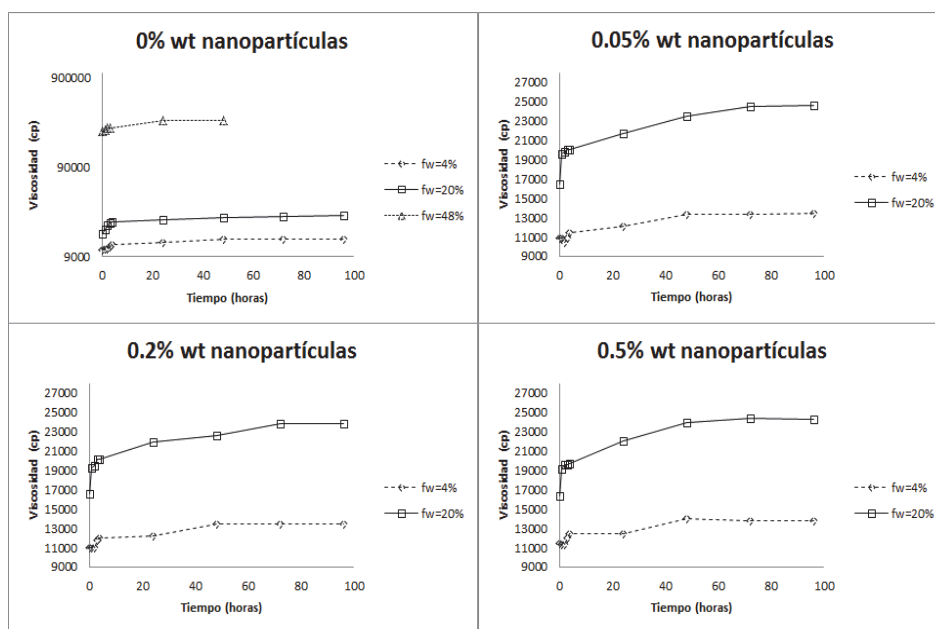 0% wt nanopartículas
900000
90000
9000
Viscosidad (cp)
0 20 40 60 80 100
Tiempo (horas)
fw=4%
fw=20%
fw=48%
0.05% wt nanopartículas
27000
25000
23000
21000
19000
17000
15000
13000
11000
9000
Viscosidad (cp)
0 20 40 60 80 100
Tiempo (horas)
fw=4%
fw=20%
0.2% wt nanopartículas
27000
25000
23000
21000
19000
17000
15000
13000
11000
9000
Viscosidad (cp)
0 20 40 60 80 100
Tiempo (horas)
fw=4%
fw=20%
0.5% wt nanopartículas
27000
25000
23000
21000
19000
17000
15000
13000
11000
9000
Viscosidad (cp)
0 20 40 60 80 100
Tiempo (horas)
fw=4%
fw=20%